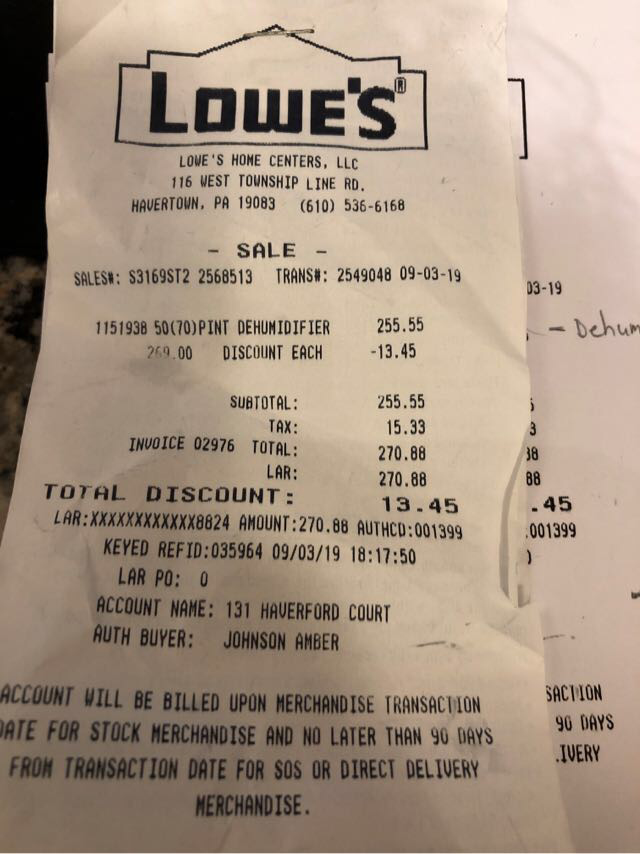 LOWE'S®
LOWE'S HOME CENTERS, LLC
116 WEST TOWNSHIP LINE RD.
HAVERTOWN, PA 19083 (610) 536-6168
- SALE -
SALES#: S3169ST2 2568513 TRANS#: 2549048 09-03-19
1151938 50(70)PINT DEHUMIDIFIER 255.55
269.00 DISCOUNT EACH -13.45
SUBTOTAL: 255.55
TAX: 15.33
INVOICE 02976 TOTAL: 270.88
LAR: 270.88
TOTAL DISCOUNT: 13.45
LAR:XXXXXXXXXXXX8824 AMOUNT:270.88 AUTHCD:001399
KEYED REFID:035964 09/03/19 18:17:50
LAR PO: 0
ACCOUNT NAME: 131 HAVERFORD COURT
AUTH BUYER: JOHNSON AMBER
ACCOUNT WILL BE BILLED UPON MERCHANDISE TRANSACTION
DATE FOR STOCK MERCHANDISE AND NO LATER THAN 90 DAYS
FROM TRANSACTION DATE FOR SOS OR DIRECT DELIVERY
MERCHANDISE.
03-19
- Dehum
88
.45
:001399
)
SACTION
90 DAYS
.IVERY